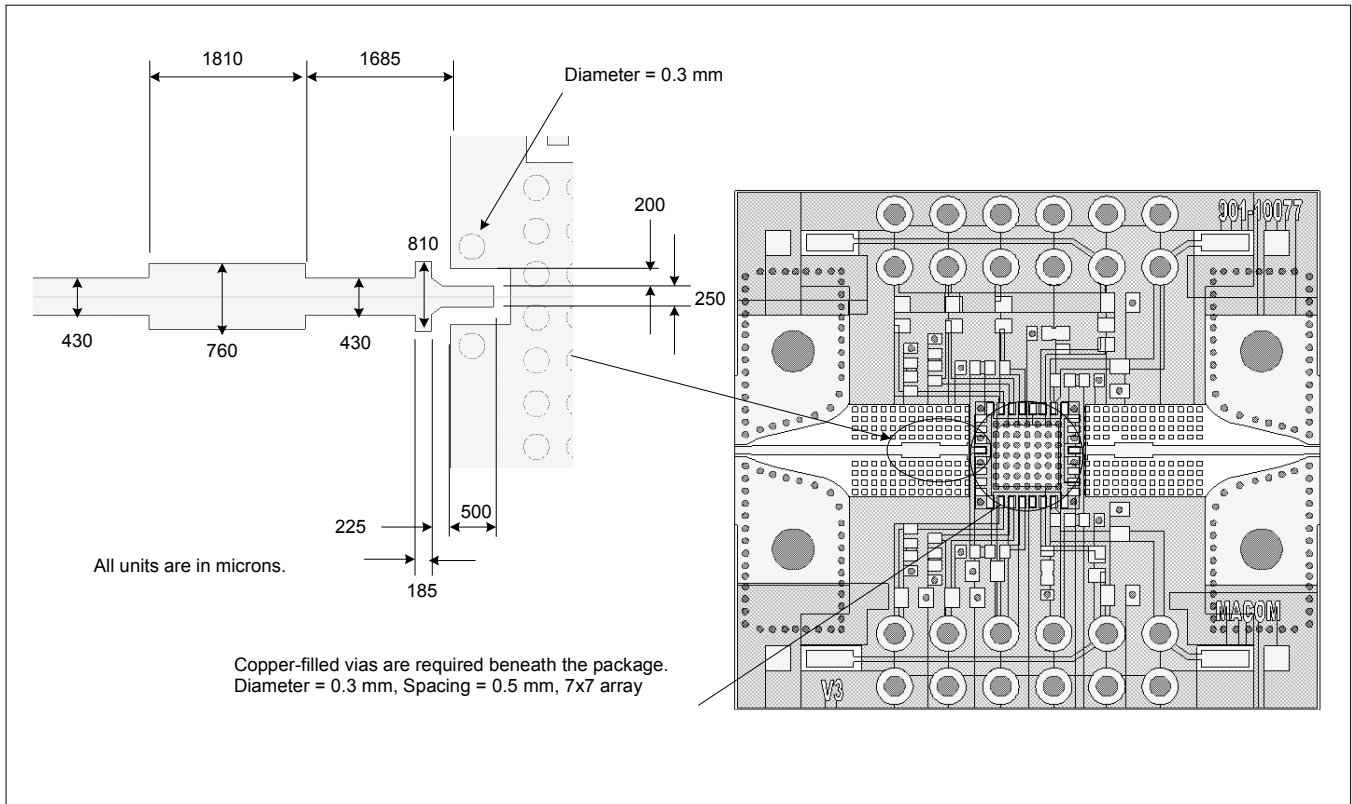 1810
1685
Diameter = 0.3 mm
200
810
250
430
760
430
225
500
All units are in microns.
185
Copper-filled vias are required beneath the package.
Diameter = 0.3 mm, Spacing = 0.5 mm, 7x7 array
901-10077
MACOM
V3